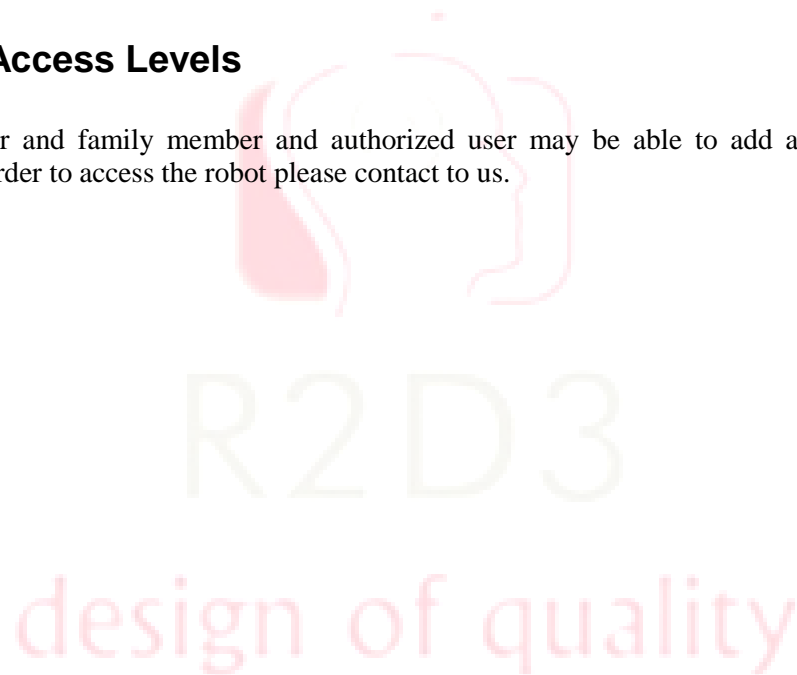 Access Levels
r and family member and authorized user may be able to add a
rder to access the robot please contact to us.
R2D3
design of quality